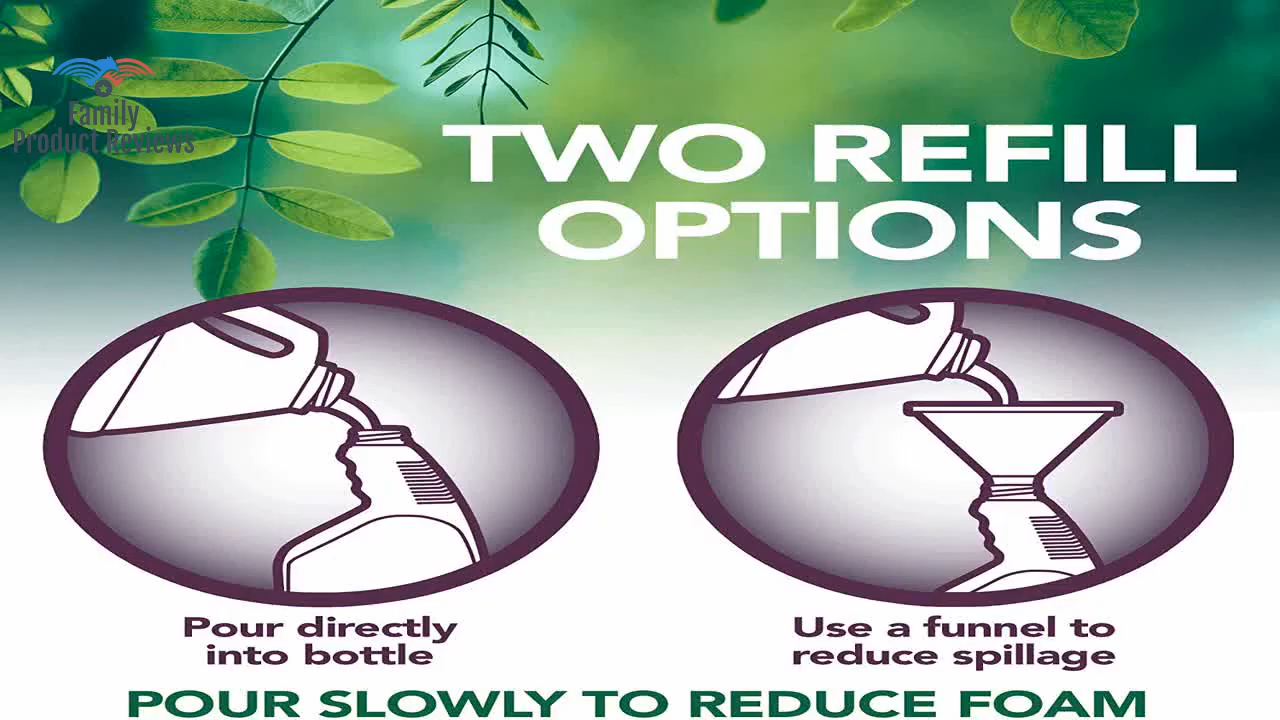 Family
Product Reviews
TWO REFILL
OPTIONS
Pour directly
into bottle
Use a funnel to
reduce spillage
POUR SLOWLY TO REDUCE FOAM